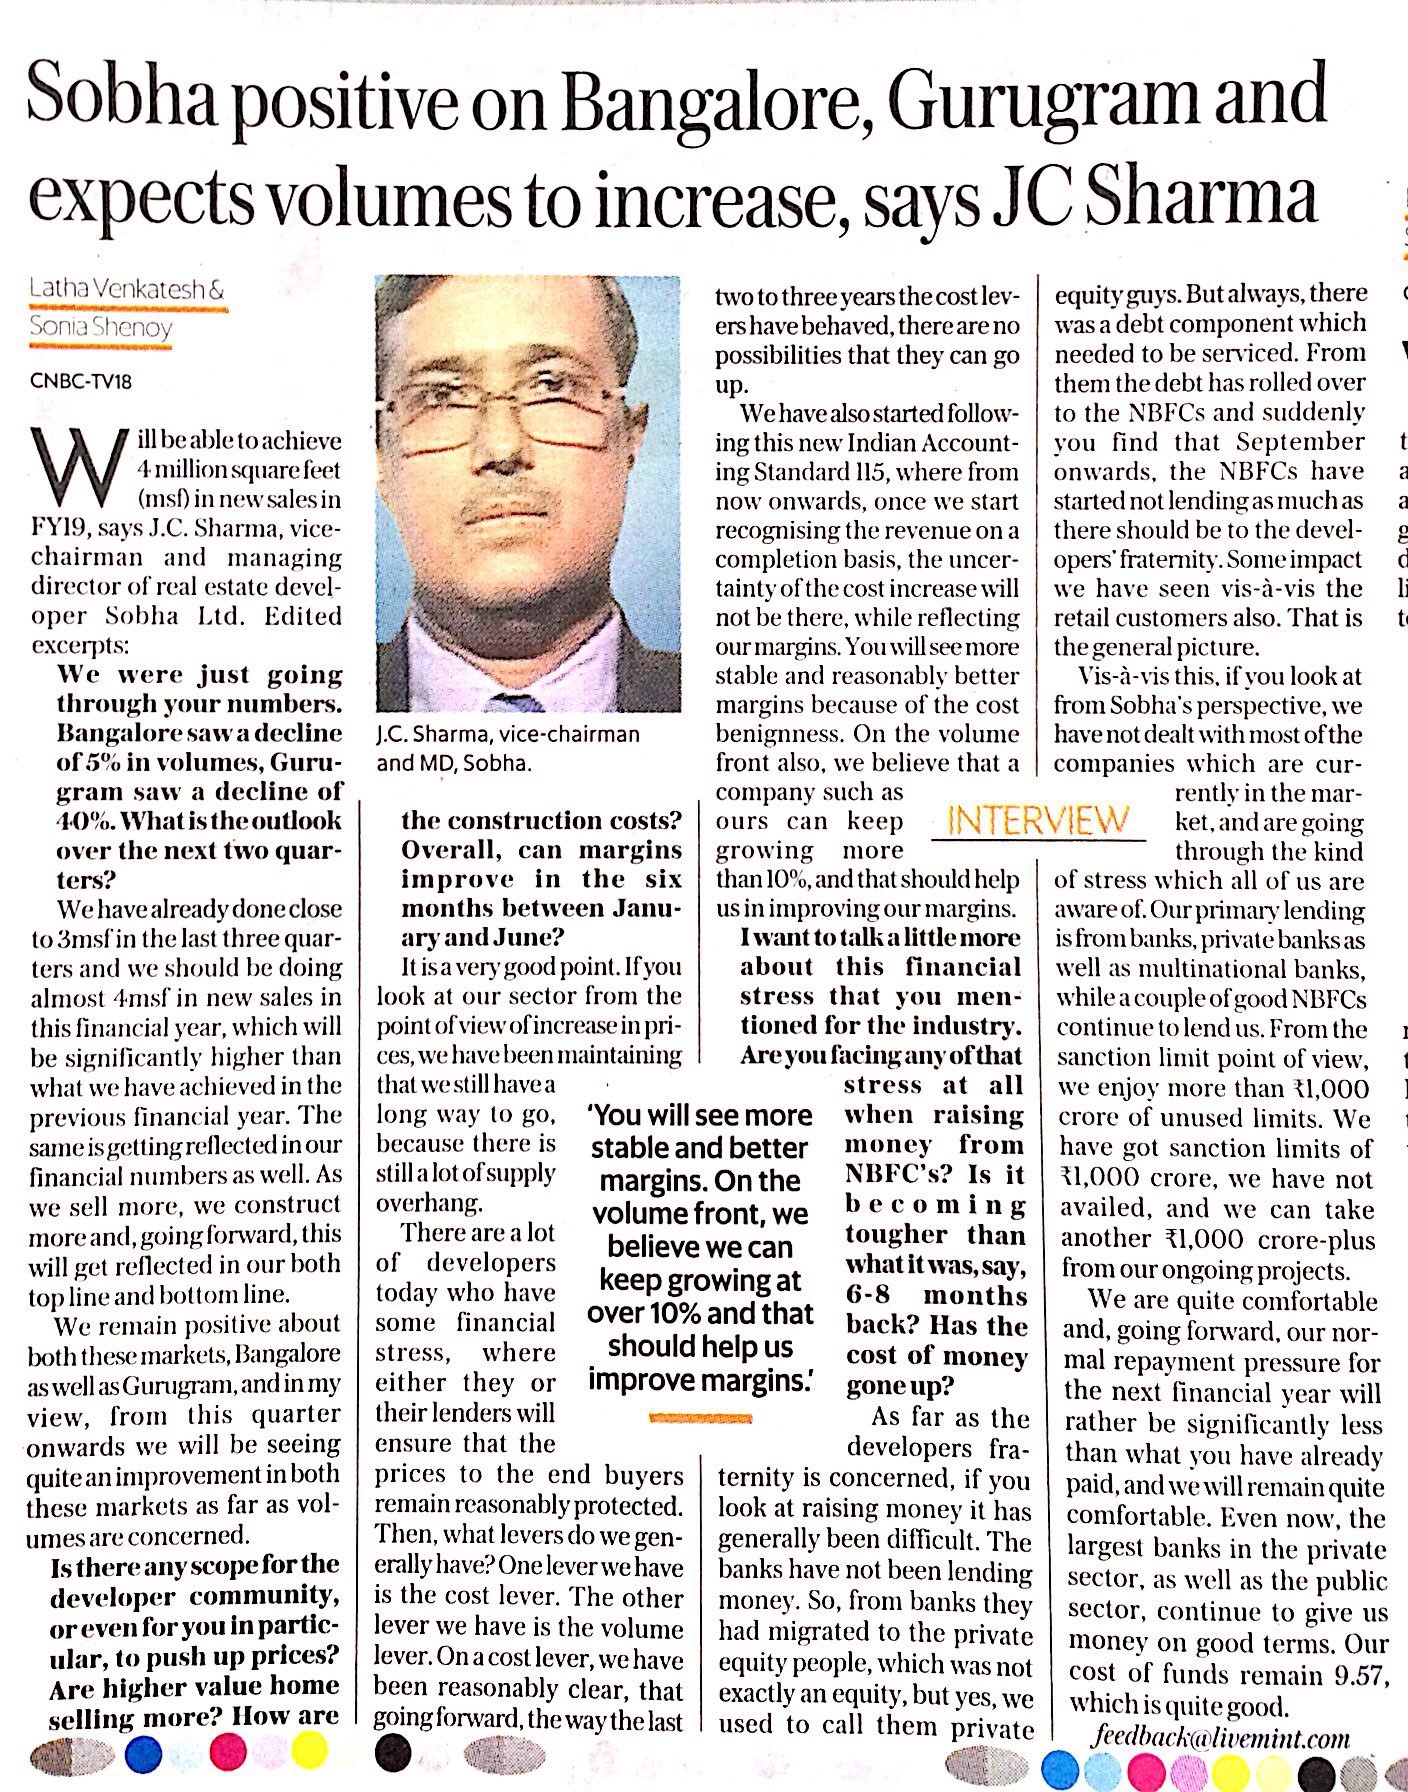 Sobha positive on Bangalore, Gurugram and
expects volumes to increase, says JC Sharma
Latha Venkatesh &
Sonia Shenoy
CNBC-TV18
Will be able to achieve
4 million square feet
(msf) in new sales in
FY19, says J.C. Sharma, vice-
chairman and managing
director of real estate devel-
oper Sobha Ltd. Edited
excerpts:
We were just going
through your numbers.
Bangalore saw a decline
of 5% in volumes, Guru-
gram saw a decline of
40%. What is the outlook
over the next two quar-
ters?
We have already done close
to 3msf in the last three quar-
ters and we should be doing
almost 4msf in new sales in
this financial year, which will
be significantly higher than
what we have achieved in the
previous financial year. The
same is getting reflected in our
financial numbers as well. As
we sell more, we construct
more and, going forward, this
will get reflected in our both
top line and bottom line.
We remain positive about
both these markets, Bangalore
as well as Gurugram, and in my
view, from this quarter
onwards we will be seeing
quite an improvement in both
these markets as far as vol-
umes are concerned.
Is there any scope for the
developer community,
or even for you in partic-
ular, to push up prices?
Are higher value home
selling more? How are
J.C. Sharma, vice-chairman
and MD, Sobha.
the construction costs?
Overall, can margins
improve in the six
months between Janu-
ary and June?
It is a very good point. If you
look at our sector from the
point of view of increase in pri-
ces, we have been maintaining
that we still have a
long way to go,
because there is
still a lot of supply
overhang.
There are a lot
of developers
today who have
some financial
stress, where
either they or
their lenders will
ensure that the
prices to the end buyers
remain reasonably protected.
Then, what levers do we gen-
erally have? One lever we have
is the cost lever. The other
lever we have is the volume
lever. On a cost lever, we have
been reasonably clear, that
going forward, the way the last
'You will see more
stable and better
margins. On the
volume front, we
believe we can
keep growing at
over 10% and that
should help us
improve margins.'
two to three years the cost lev-
ers have behaved, there are no
possibilities that they can go
up.
We have also started follow-
ing this new Indian Account-
ing Standard 115, where from
now onwards, once we start
recognising the revenue on a
completion basis, the uncer-
tainty of the cost increase will
not be there, while reflecting
our margins. You will see more
stable and reasonably better
margins because of the cost
benignness. On the volume
front also, we believe that a
company such as
ours can keep
growing more
than 10%, and that should help
us in improving our margins.
I want to talk a little more
about this financial
stress that you men-
tioned for the industry.
Are you facing any of that
stress at all
when raising
money from
NBFC's? Is it
becoming
tougher than
what it was, say,
6-8 months
back? Has the
cost of money
gone up?
As far as the
developers fra-
ternity is concerned, if you
look at raising money it has
generally been difficult. The
banks have not been lending
money. So, from banks they
had migrated to the private
equity people, which was not
exactly an equity, but yes, we
used to call them private
INTERVIEW
equity guys. But always, there
was a debt component which
needed to be serviced. From
them the debt has rolled over
to the NBFCs and suddenly
you find that September
onwards, the NBFCs have
started not lending as much as
there should be to the devel-
opers' fraternity. Some impact
we have seen vis-à-vis the
retail customers also. That is
the general picture.
Vis-à-vis this, if you look at
from Sobha's perspective, we
have not dealt with most of the
companies which are cur-
rently in the mar-
ket, and are going
through the kind
of stress which all of us are
aware of. Our primary lending
is from banks, private banks as
well as multinational banks,
while a couple of good NBFCs
continue to lend us. From the
sanction limit point of view,
we enjoy more than ₹1,000
crore of unused limits. We
have got sanction limits of
₹1,000 crore, we have not
availed, and we can take
another ₹1,000 crore-plus
from our ongoing projects.
We are quite comfortable
and, going forward, our nor-
mal repayment pressure for
the next financial year will
rather be significantly less
than what you have already
paid, and we will remain quite
comfortable. Even now, the
largest banks in the private
sector, as well as the public
sector, continue to give us
money on good terms. Our
cost of funds remain 9.57,
which is quite good.
feedback@livemint.com